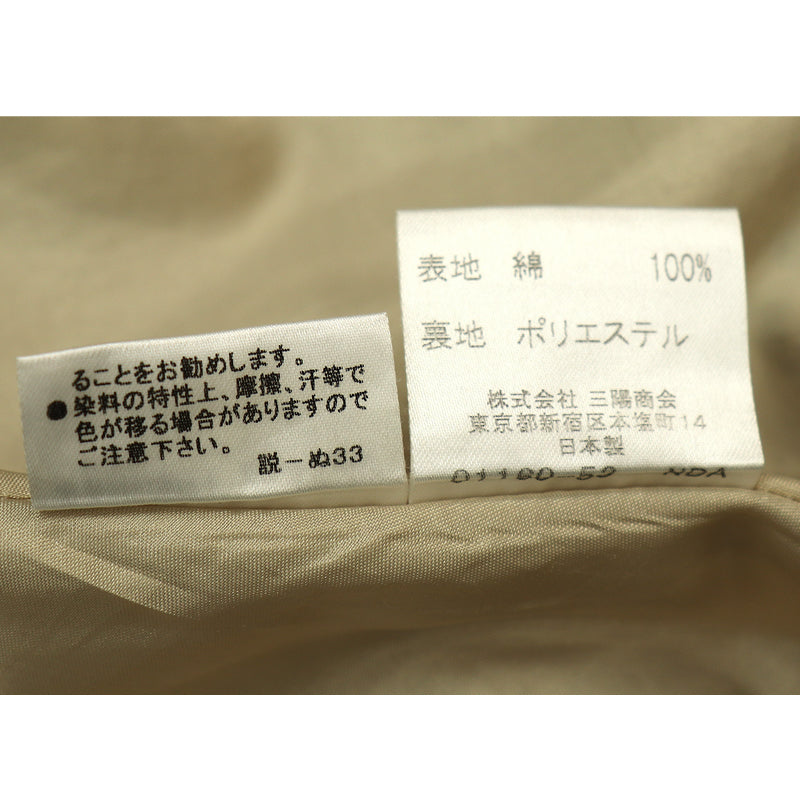 ることをお勧めします。
●染料の特性上、摩擦、汗等で
色が移る場合がありますので
ご注意下さい。
説ーぬ33
表地 綿 100%
裏地 ポリエステル
株式会社 三陽商会
東京都新宿区本塩町14
日本製
01160-52 NDA